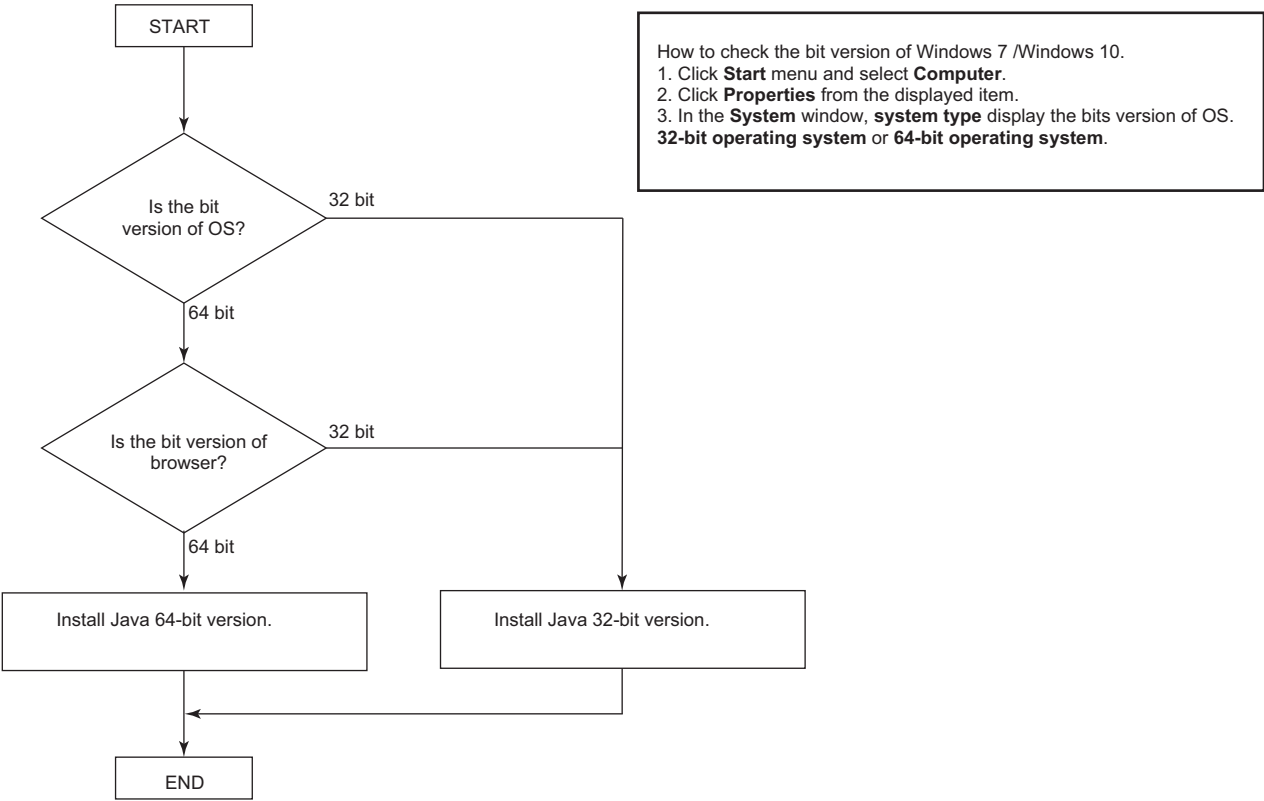 START
How to check the bit version of Windows 7 /Windows 10.
1. Click Start menu and select Computer.
2. Click Properties from the displayed item.
3. In the System window, system type display the bits version of OS.
32-bit operating system or 64-bit operating system.
Is the bit
version of OS?
32 bit
64 bit
Is the bit version of
browser?
32 bit
64 bit
Install Java 64-bit version.
Install Java 32-bit version.
END